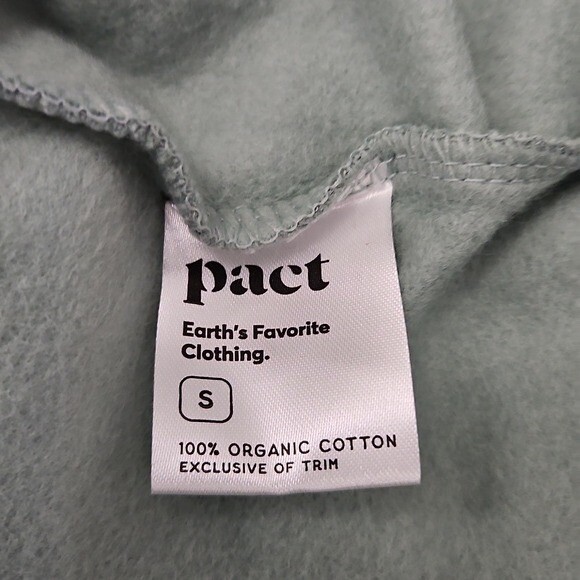 pact
Earth's Favorite
Clothing.
S
100% ORGANIC COTTON
EXCLUSIVE OF TRIM